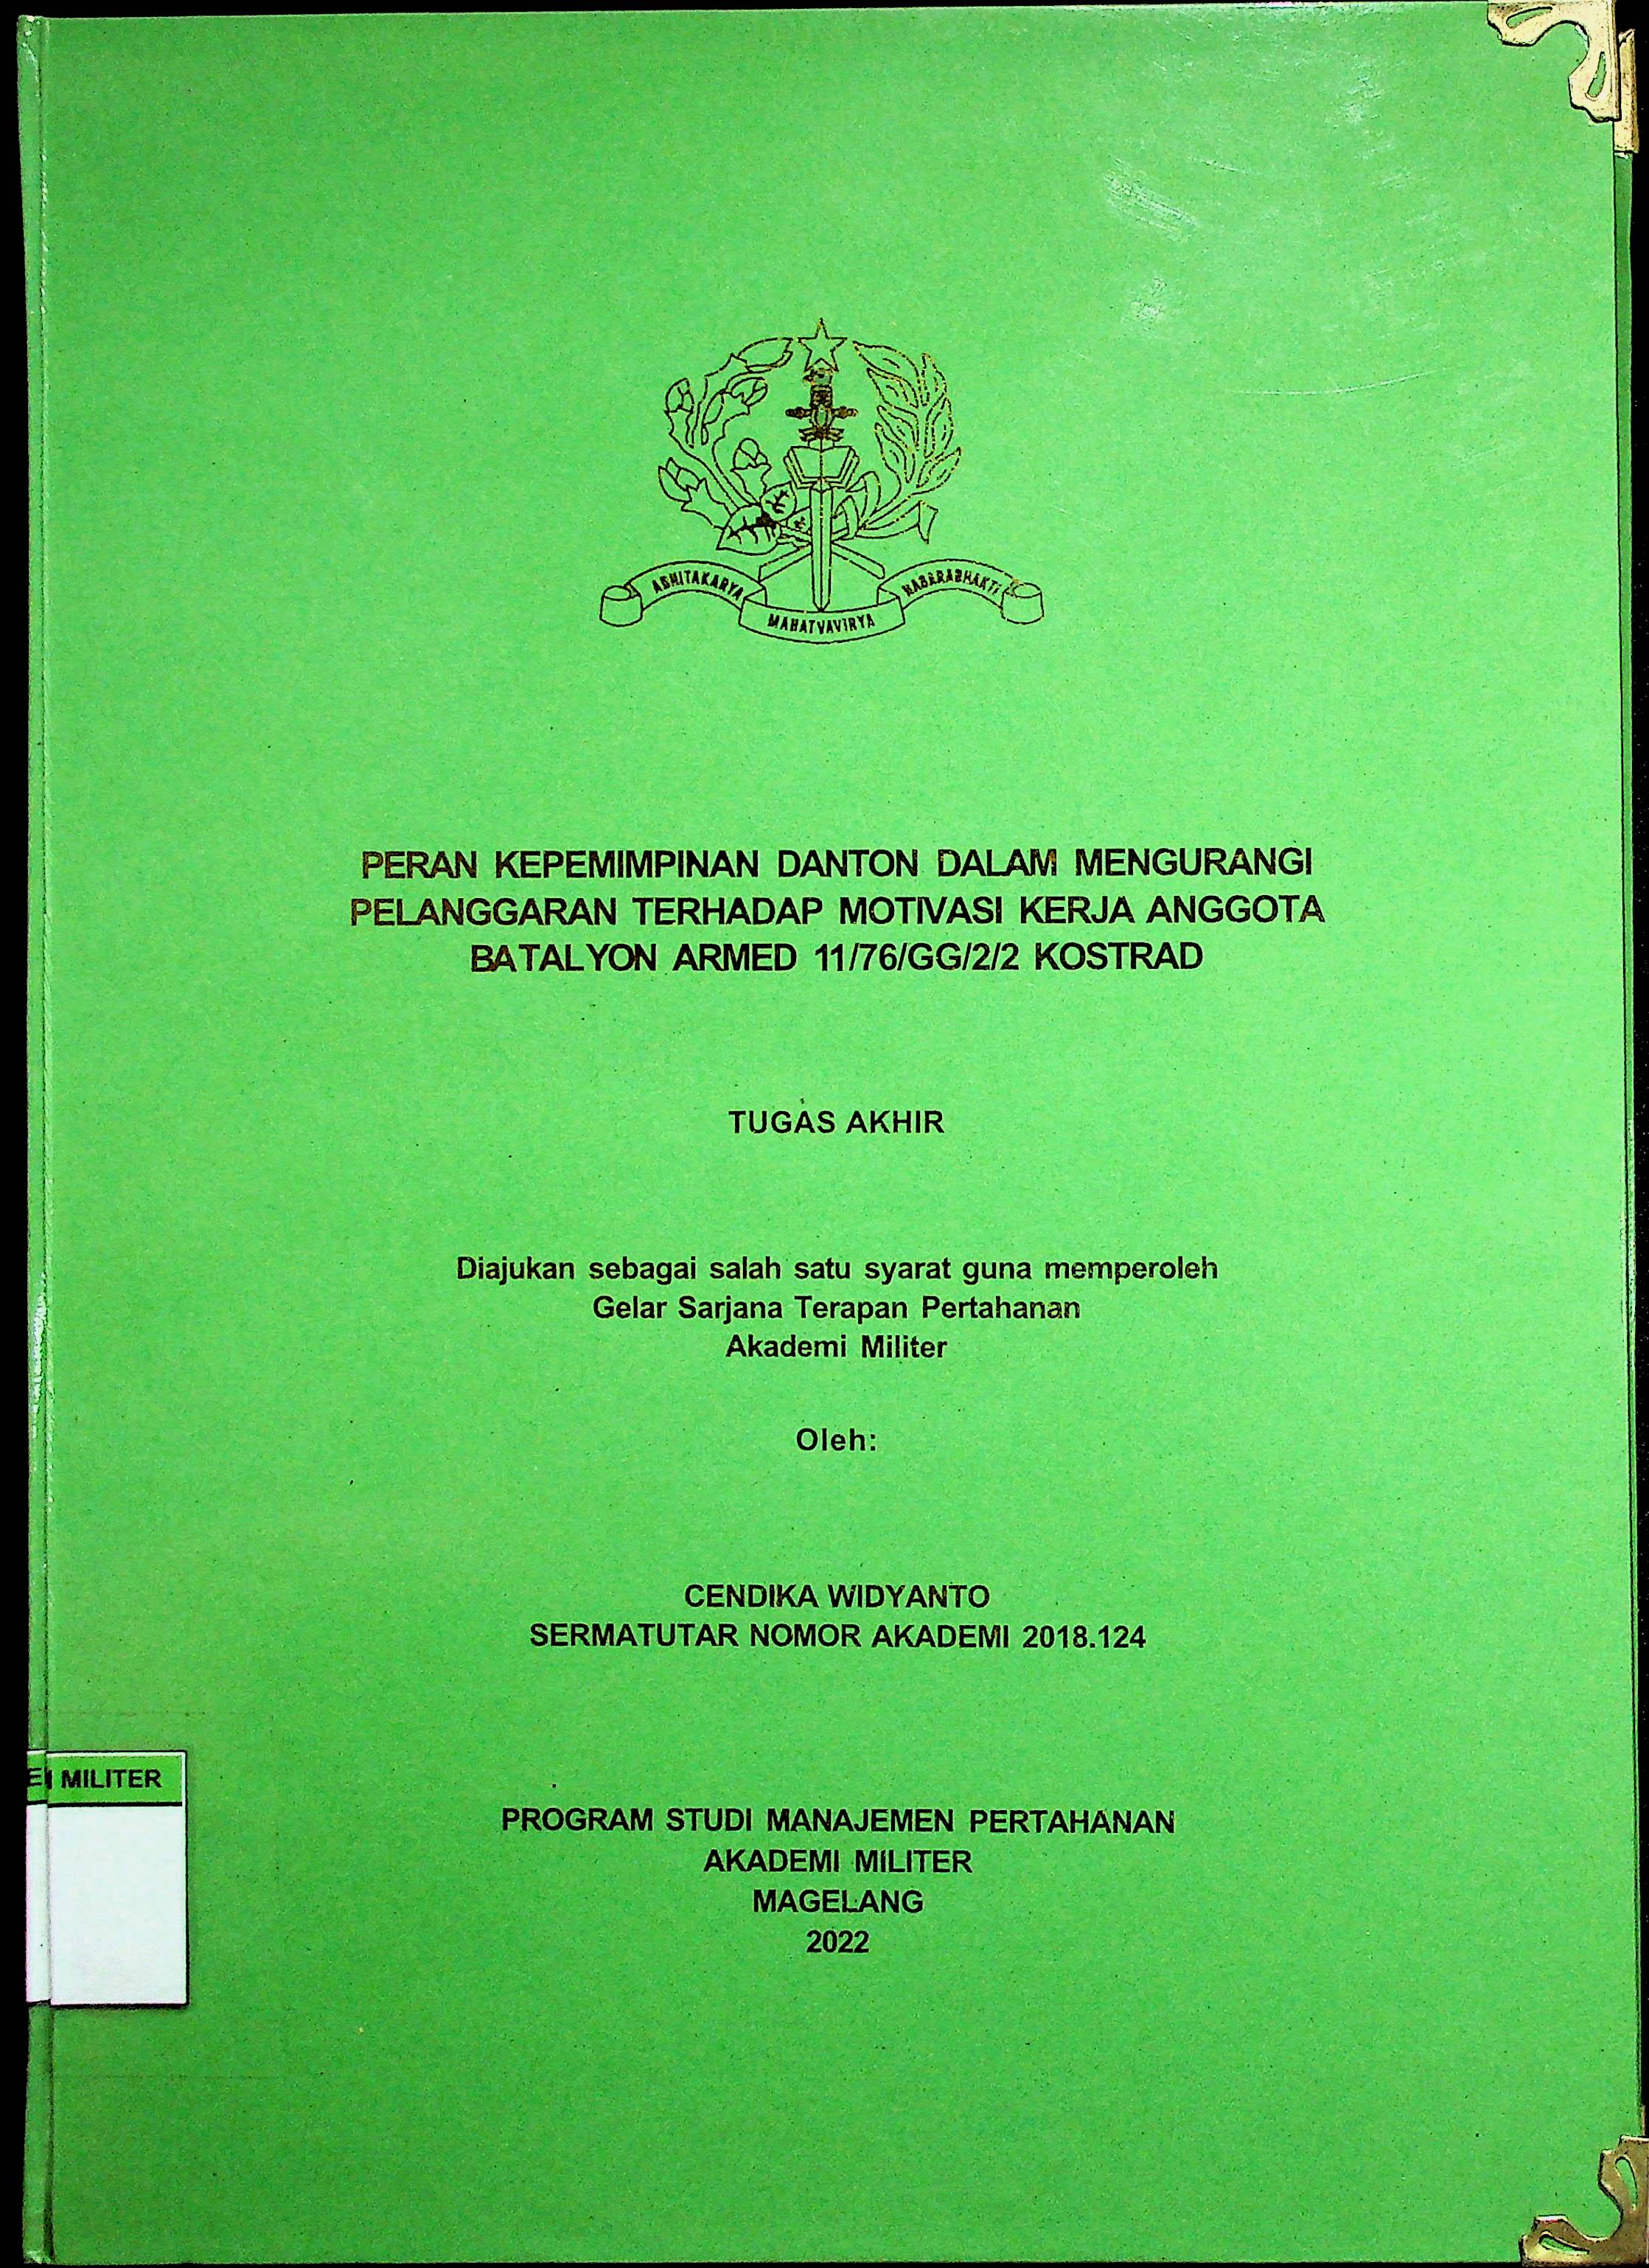 ADHITAKARYA
MAHATVAVIRYA
NAGARABHAKTI
PERAN KEPEMIMPINAN DANTON DALAM MENGURANGI
PELANGGARAN TERHADAP MOTIVASI KERJA ANGGOTA
BATALYON ARMED 11/76/GG/2/2 KOSTRAD
TUGAS AKHIR
Diajukan sebagai salah satu syarat guna memperoleh
Gelar Sarjana Terapan Pertahanan
Akademi Militer
Oleh:
CENDIKA WIDYANTO
SERMATUTAR NOMOR AKADEMI 2018.124
MILITER
PROGRAM STUDI MANAJEMEN PERTAHANAN
AKADEMI MILITER
MAGELANG
2022